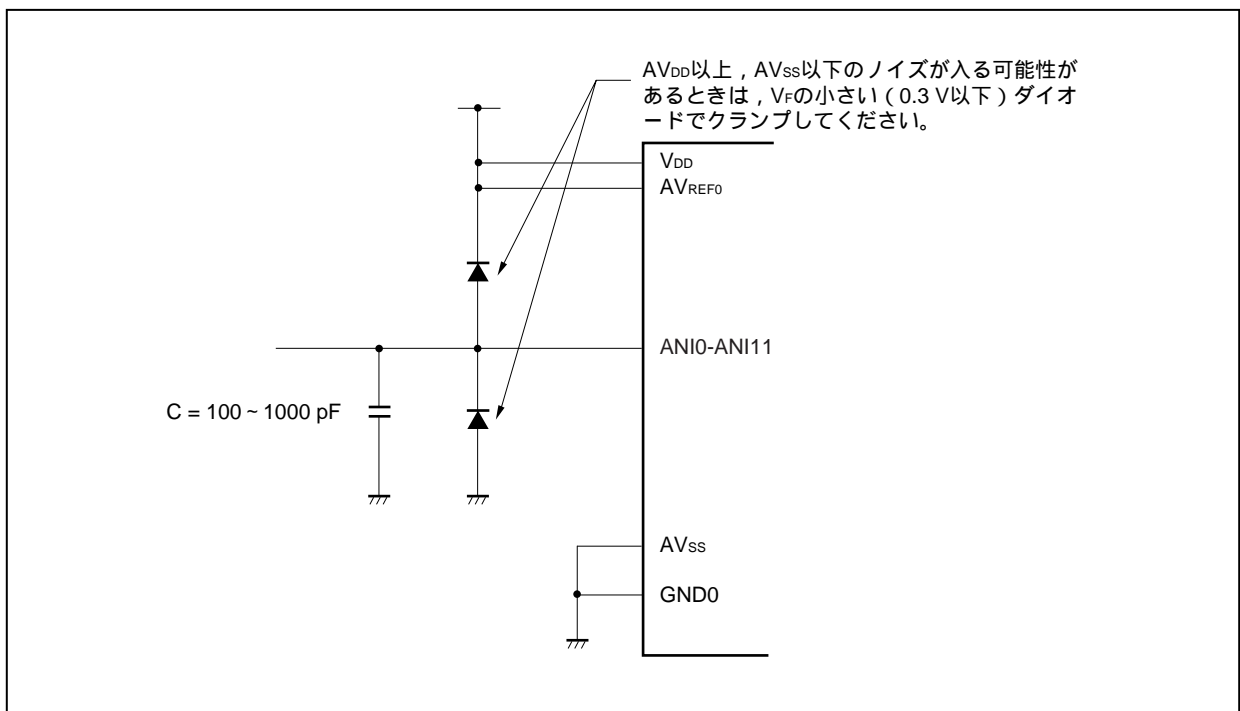 AVDD以上，AVSS以下のノイズが入る可能性が
あるときは，VFの小さい（0.3 V以下）ダイオ
ードでクランプしてください。
VDD
AVREF0
ANI0-ANI11
C = 100 ~ 1000 pF
AVSS
GND0